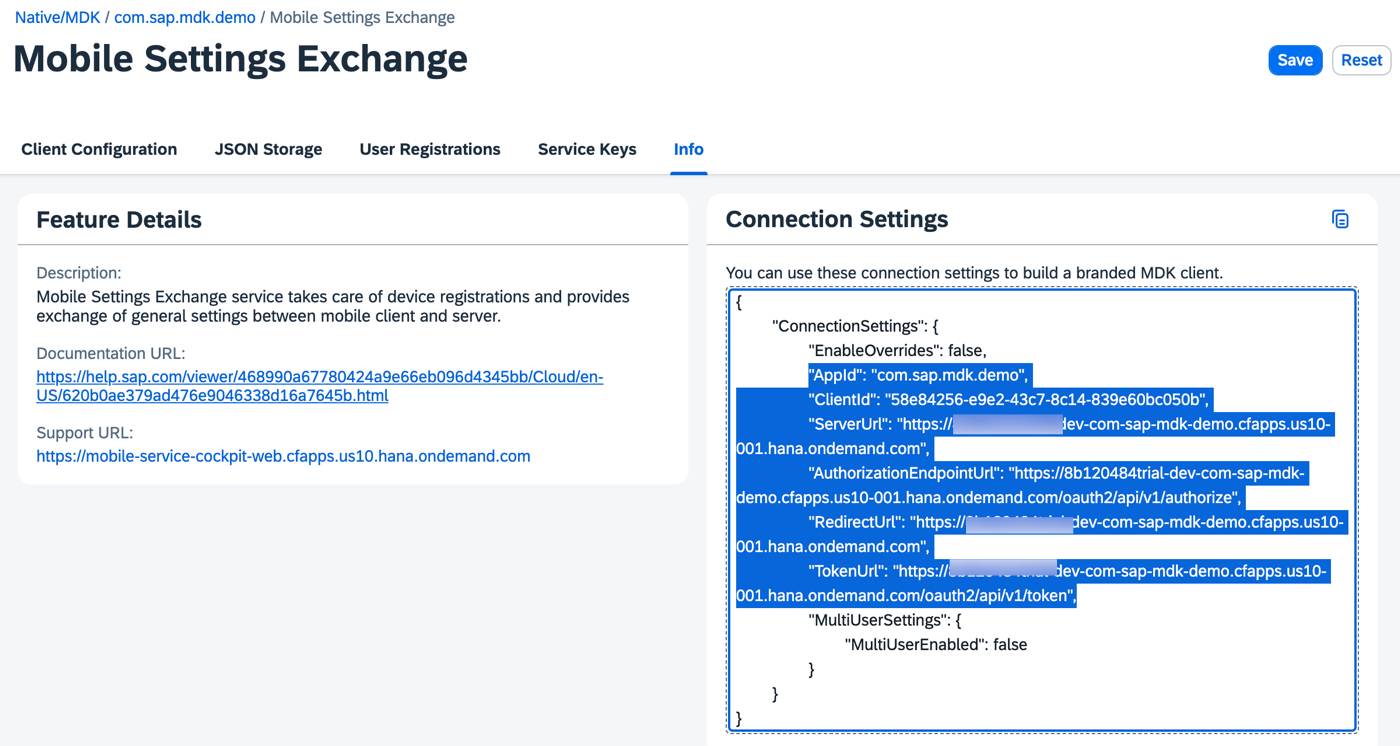 Native/MDK / com.sap.mdk.demo / Mobile Settings Exchange
Mobile Settings Exchange
Save Reset
Client Configuration JSON Storage User Registrations Service Keys Info
Feature Details
Description:
Mobile Settings Exchange service takes care of device registrations and provides
exchange of general settings between mobile client and server.
Documentation URL:
https://help.sap.com/viewer/468990a67780424a9e66eb096d4345bb/Cloud/en-
US/620b0ae379ad476e9046338d16a7645b.html
Support URL:
https://mobile-service-cockpit-web.cfapps.us10.hana.ondemand.com
Connection Settings
You can use these connection settings to build a branded MDK client.
{
"ConnectionSettings": {
"EnableOverrides": false,
"AppId": "com.sap.mdk.demo",
"ClientId": "58e84256-e9e2-43c7-8c14-839e60bc050b",
"ServerUrl": "https:// dev-com-sap-mdk-demo.cfapps.us10-
001.hana.ondemand.com",
"AuthorizationEndpointUrl": "https://8b120484trial-dev-com-sap-mdk-
demo.cfapps.us10-001.hana.ondemand.com/oauth2/api/v1/authorize",
"RedirectUrl": "https:// dev-com-sap-mdk-demo.cfapps.us10-
001.hana.ondemand.com",
"TokenUrl": "https:// dev-com-sap-mdk-demo.cfapps.us10-
001.hana.ondemand.com/oauth2/api/v1/token",
"MultiUserSettings": {
"MultiUserEnabled": false
}
}
}